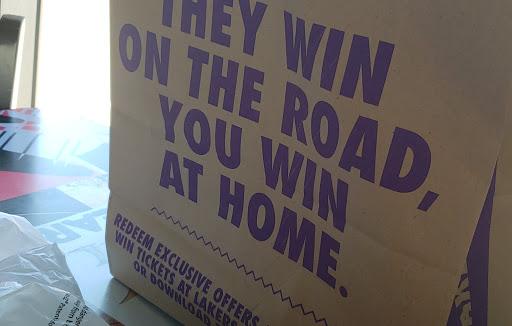 THEY WIN
ON THE ROAD,
YOU WIN
AT HOME.
REDEEM EXCLUSIVE OFFERS
WIN TICKETS AT LAKERS
OR DOWNLOAD